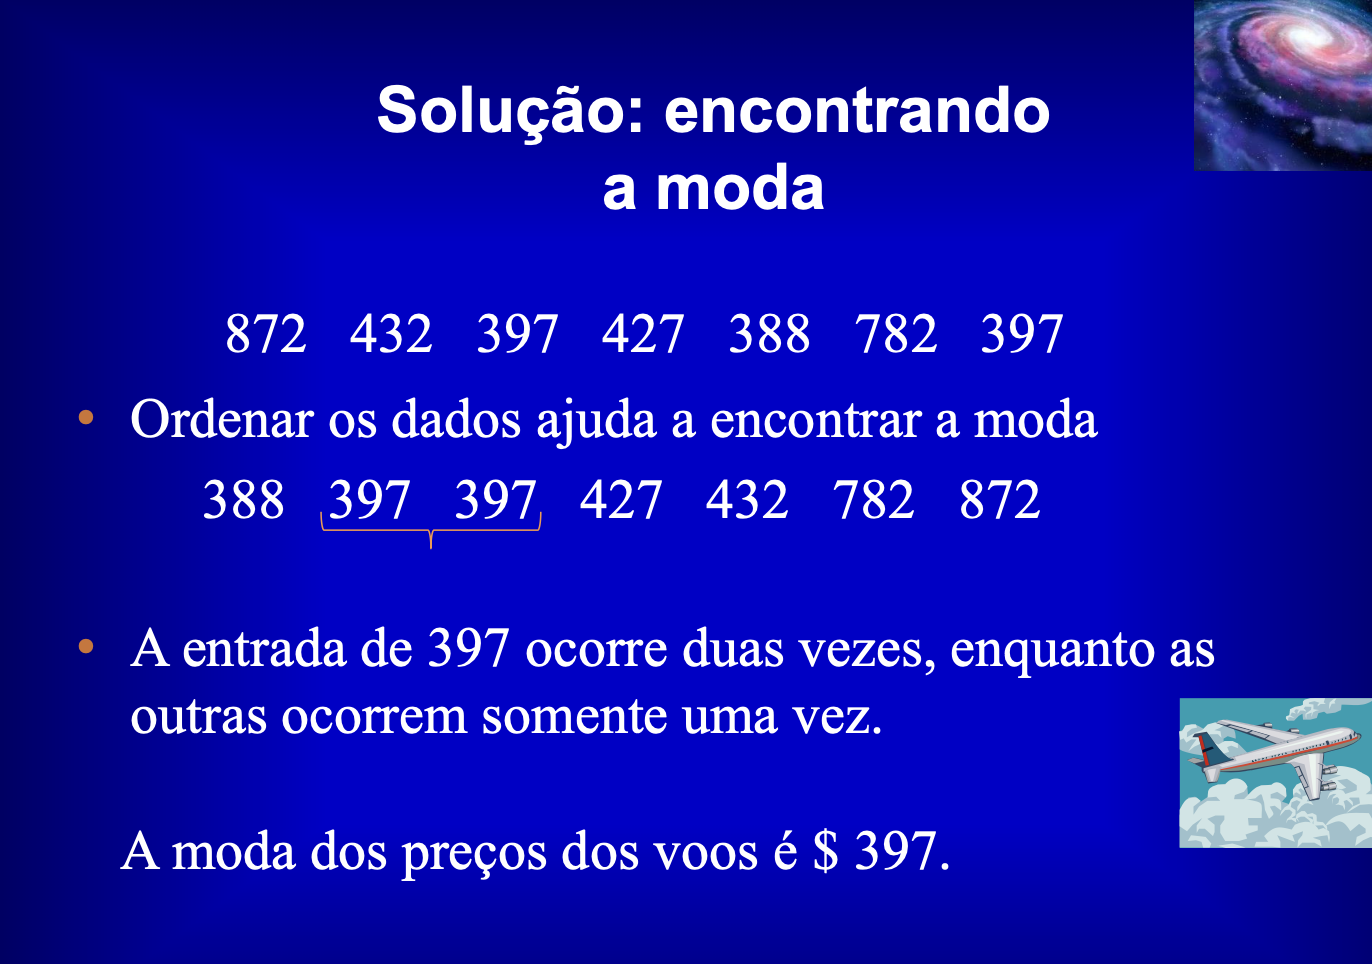 Solução: encontrando
a moda
872 432 397 427 388 782 397
• Ordenar os dados ajuda a encontrar a moda
388 397 397 427 432 782 872
• A entrada de 397 ocorre duas vezes, enquanto as
outras ocorrem somente uma vez.
A moda dos preços dos voos é $ 397.